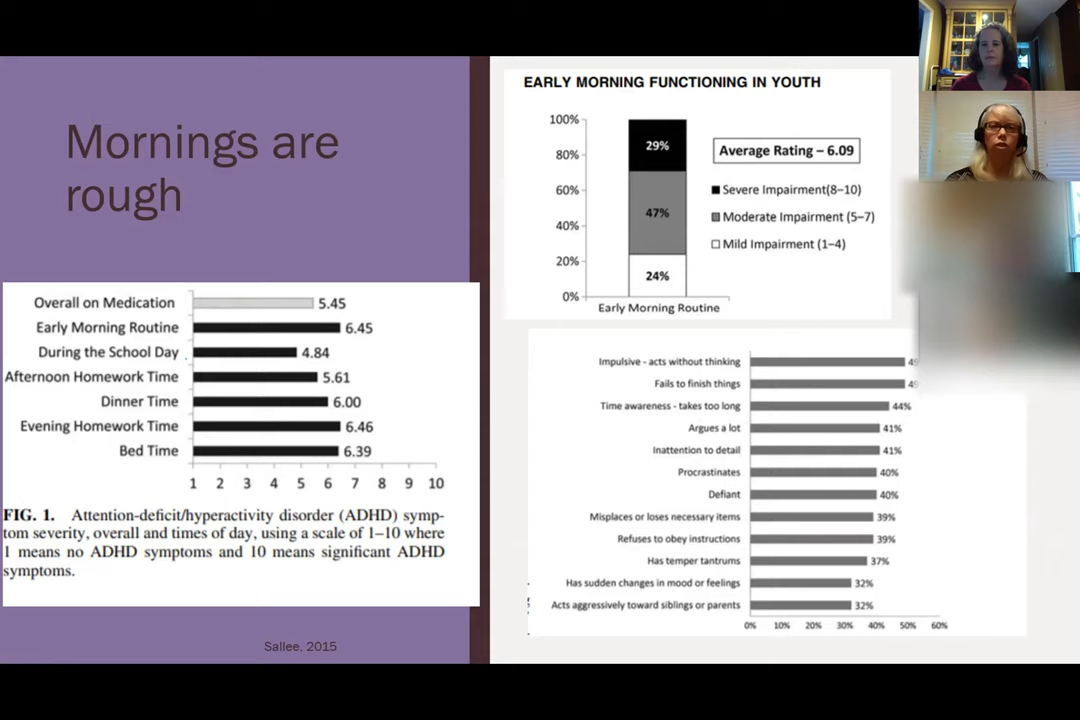 Mornings are
rough
Overall on Medication 5.45
Early Morning Routine 6.45
During the School Day 4.84
Afternoon Homework Time 5.61
Dinner Time 6.00
Evening Homework Time 6.46
Bed Time 6.39
1 2 3 4 5 6 7 8 9 10
FIG. 1. Attention-deficit/hyperactivity disorder (ADHD) symp-
tom severity, overall and times of day, using a scale of 1–10 where
1 means no ADHD symptoms and 10 means significant ADHD
symptoms.
Sallee, 2015
EARLY MORNING FUNCTIONING IN YOUTH
100%
80%
60%
40%
20%
0%
29%
47%
24%
Early Morning Routine
Average Rating – 6.09
Severe Impairment(8–10)
Moderate Impairment (5–7)
Mild Impairment (1–4)
Impulsive - acts without thinking
Fails to finish things
Time awareness - takes too long 44%
Argues a lot 41%
Inattention to detail 41%
Procrastinates 40%
Defiant 40%
Misplaces or loses necessary items 39%
Refuses to obey instructions 39%
Has temper tantrums 37%
Has sudden changes in mood or feelings 32%
Acts aggressively toward siblings or parents 32%
0% 10% 20% 30% 40% 50% 60%